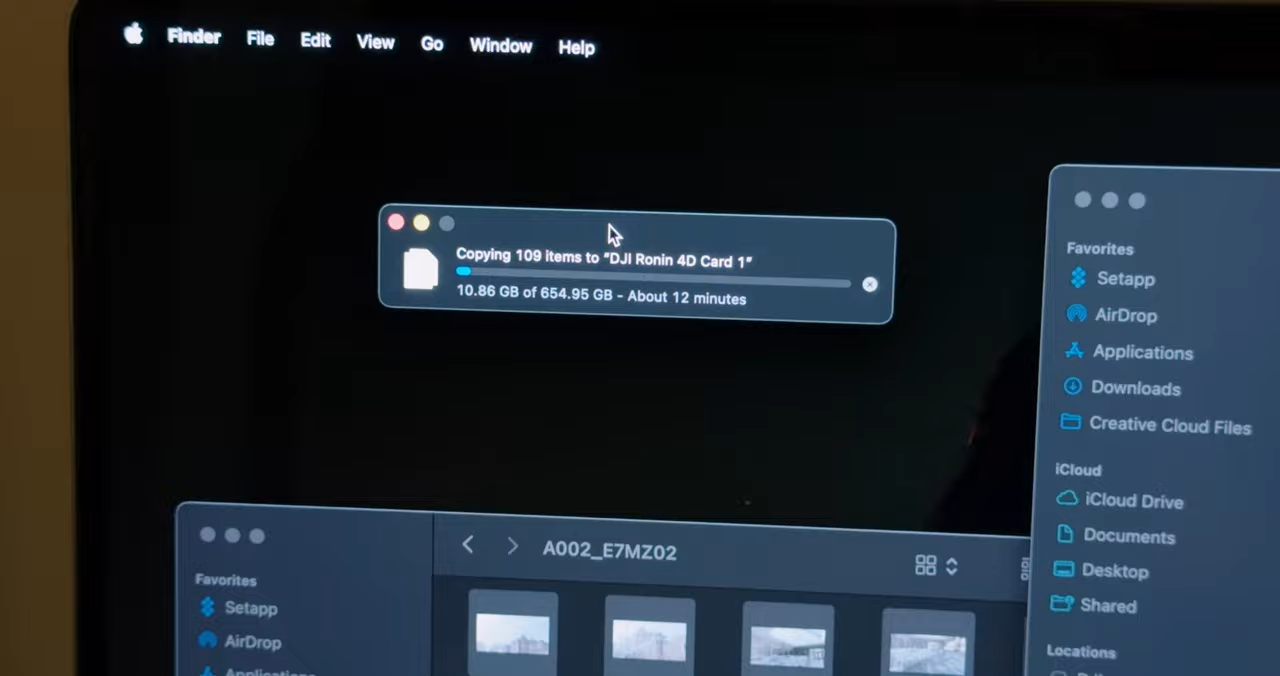 Finder File Edit View Go Window Help
Copying 109 items to "DJI Ronin 4D Card 1"
10.86 GB of 654.95 GB - About 12 minutes
Favorites
Setapp
AirDrop
Applications
Downloads
Creative Cloud Files
iCloud
iCloud Drive
Documents
Desktop
Shared
Locations
A002_E7MZ02
Favorites
Setapp
AirDrop
Applications